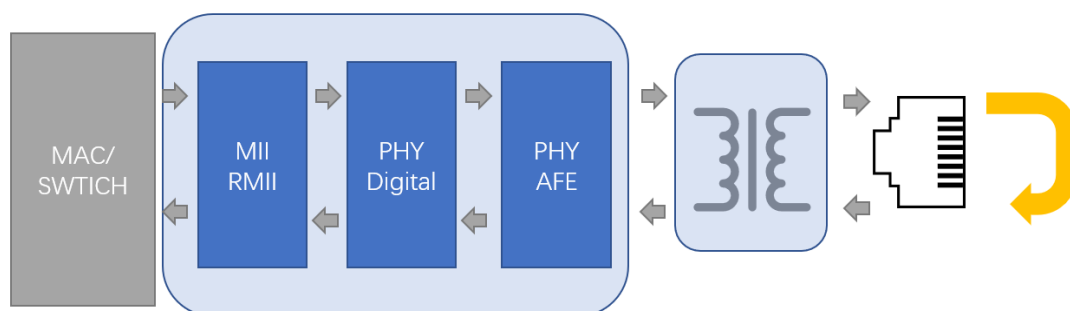 MAC/
SWTICH
MII
RMII
PHY
Digital
PHY
AFE